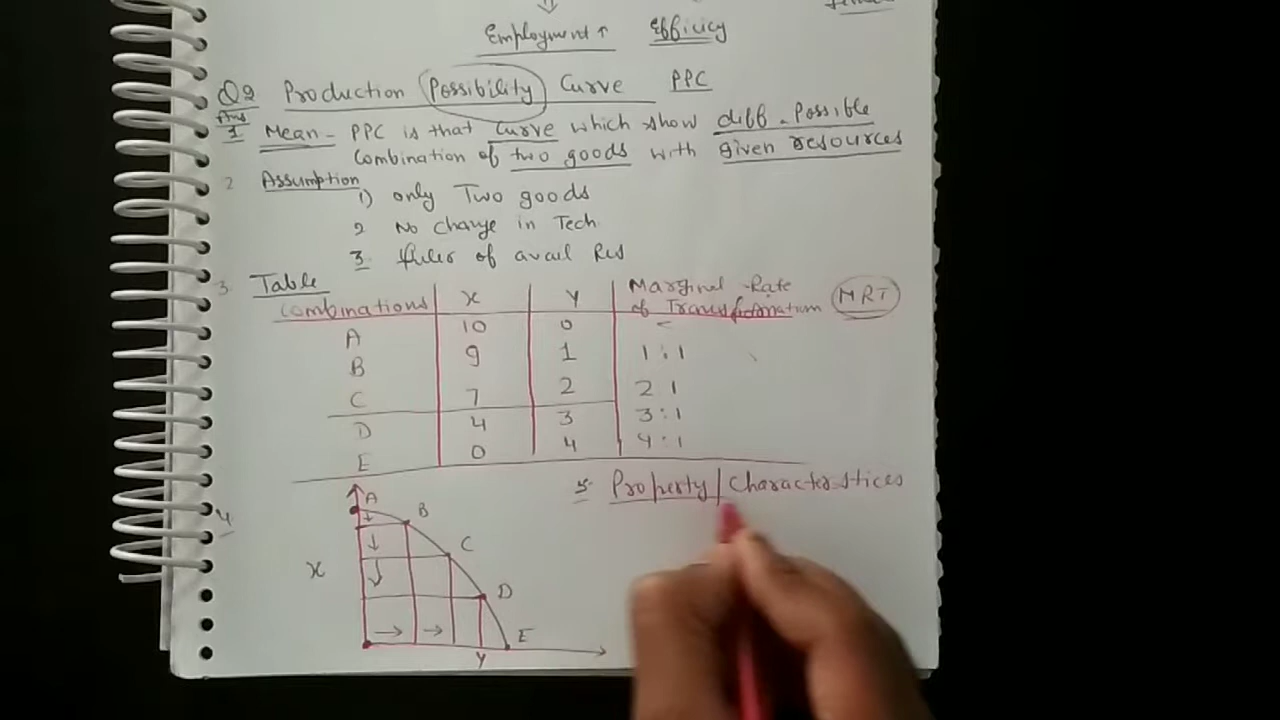 Employment ↑ Efficicy
Q2 Production Possibility Curve PPC
Ans
1 Mean - PPC is that curve which show diff. Possible
combination of two goods with given resources
2 Assumption
1) only Two goods
2 No change in Tech.
3 of avail Res
3. Table
Combinations X Y Marginal Rate of Transformation MRT
A 10 0 -
B 9 1 1:1
C 7 2 2:1
D 4 3 3:1
E 0 4 4:1
5. Property/Characterstices
4
A
B
C
X
D
E
Y